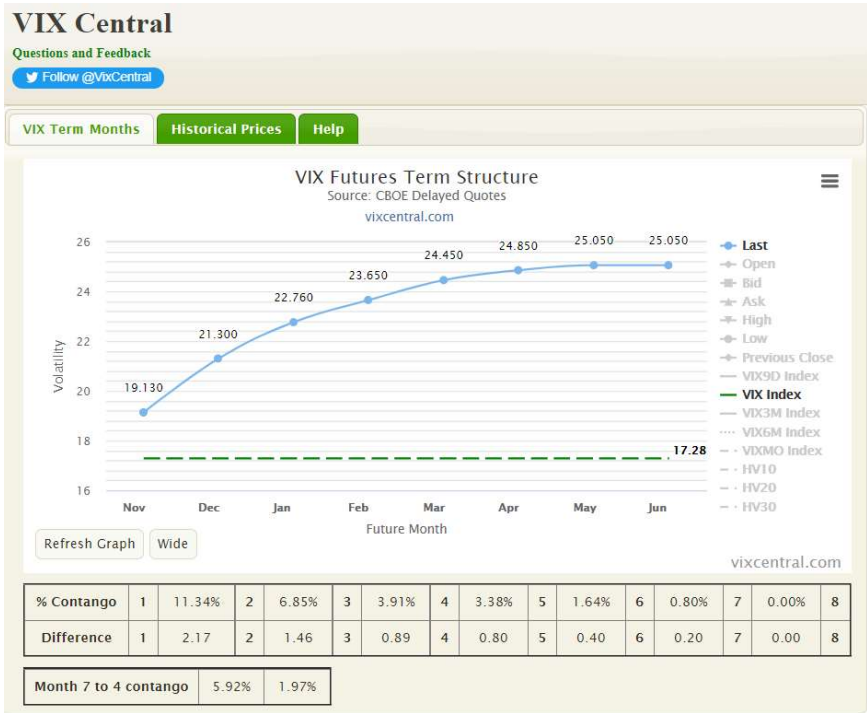 VIX Central
Questions and Feedback
Follow @VixCentral
VIX Term Months Historical Prices Help
VIX Futures Term Structure
Source: CBOE Delayed Quotes
vixcentral.com
26
24
22
20
18
16
Volatility
19.130
21.300
22.760
23.650
24.450
24.850
25.050
25.050
17.28
Nov Dec Jan Feb Mar Apr May Jun
Future Month
Last
Open
Bid
Ask
High
Low
Previous Close
VIX9D Index
VIX Index
VIX3M Index
VIX6M Index
VIXMO Index
HV10
HV20
HV30
Refresh Graph Wide
vixcentral.com
% Contango 1 11.34% 2 6.85% 3 3.91% 4 3.38% 5 1.64% 6 0.80% 7 0.00% 8
Difference 1 2.17 2 1.46 3 0.89 4 0.80 5 0.40 6 0.20 7 0.00 8
Month 7 to 4 contango 5.92% 1.97%